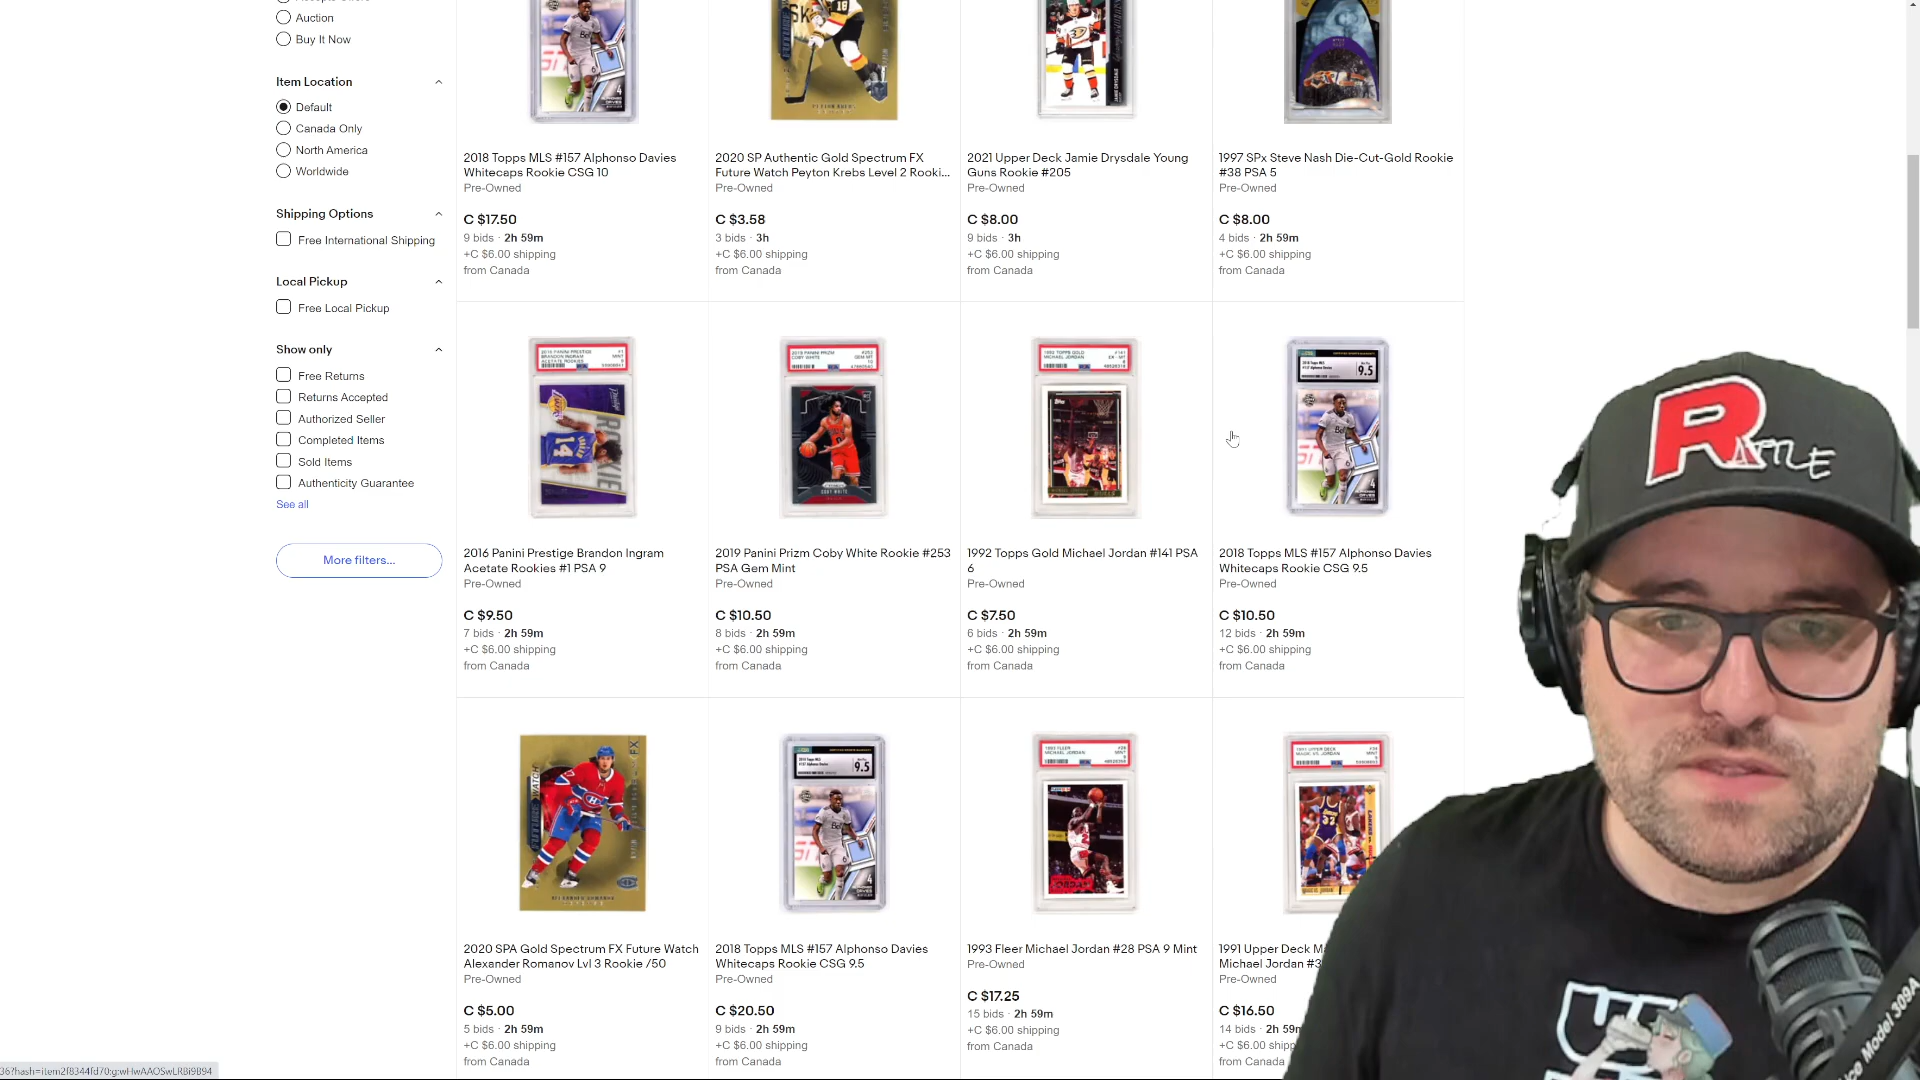 Auction
Buy It Now
Item Location
Default
Canada Only
North America
Worldwide
Shipping Options
Free International Shipping
Local Pickup
Free Local Pickup
Show only
Free Returns
Returns Accepted
Authorized Seller
Completed Items
Sold Items
Authenticity Guarantee
See all
More filters...
2018 Topps MLS #157 Alphonso Davies
Whitecaps Rookie CSG 10
Pre-Owned
C $17.50
9 bids · 2h 59m
+C $6.00 shipping
from Canada
2020 SP Authentic Gold Spectrum FX
Future Watch Peyton Krebs Level 2 Rooki...
Pre-Owned
C $3.58
3 bids · 3h
+C $6.00 shipping
from Canada
2021 Upper Deck Jamie Drysdale Young
Guns Rookie #205
Pre-Owned
C $8.00
9 bids · 3h
+C $6.00 shipping
from Canada
1997 SPx Steve Nash Die-Cut-Gold Rookie
#38 PSA 5
Pre-Owned
C $8.00
4 bids · 2h 59m
+C $6.00 shipping
from Canada
2016 Panini Prestige Brandon Ingram
Acetate Rookies #1 PSA 9
Pre-Owned
C $9.50
7 bids · 2h 59m
+C $6.00 shipping
from Canada
2019 Panini Prizm Coby White Rookie #253
PSA Gem Mint
Pre-Owned
C $10.50
8 bids · 2h 59m
+C $6.00 shipping
from Canada
1992 Topps Gold Michael Jordan #141 PSA
6
Pre-Owned
C $7.50
6 bids · 2h 59m
+C $6.00 shipping
from Canada
9.5
2018 Topps MLS #157 Alphonso Davies
Whitecaps Rookie CSG 9.5
Pre-Owned
C $10.50
12 bids · 2h 59m
+C $6.00 shipping
from Canada
2020 SPA Gold Spectrum FX Future Watch
Alexander Romanov Lvl 3 Rookie /50
Pre-Owned
C $5.00
5 bids · 2h 59m
+C $6.00 shipping
from Canada
9.5
2018 Topps MLS #157 Alphonso Davies
Whitecaps Rookie CSG 9.5
Pre-Owned
C $20.50
9 bids · 2h 59m
+C $6.00 shipping
from Canada
1993 Fleer Michael Jordan #28 PSA 9 Mint
Pre-Owned
C $17.25
15 bids · 2h 59m
+C $6.00 shipping
from Canada
1991 Upper Deck M
Michael Jordan #3
Pre-Owned
C $16.50
14 bids · 2h 59m
+C $6.00 shipp
from Canada
RATTLE
Model 309A